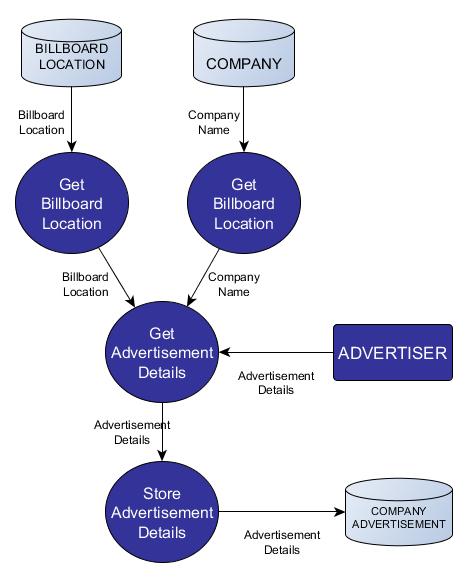 BILLBOARD
LOCATION
COMPANY
Billboard
Location
Company
Name
Get
Billboard
Location
Get
Billboard
Location
Billboard
Location
Company
Name
Get
Advertisement
Details
ADVERTISER
Advertisement
Details
Advertisement
Details
Store
Advertisement
Details
COMPANY
ADVERTISEMENT
Advertisement
Details